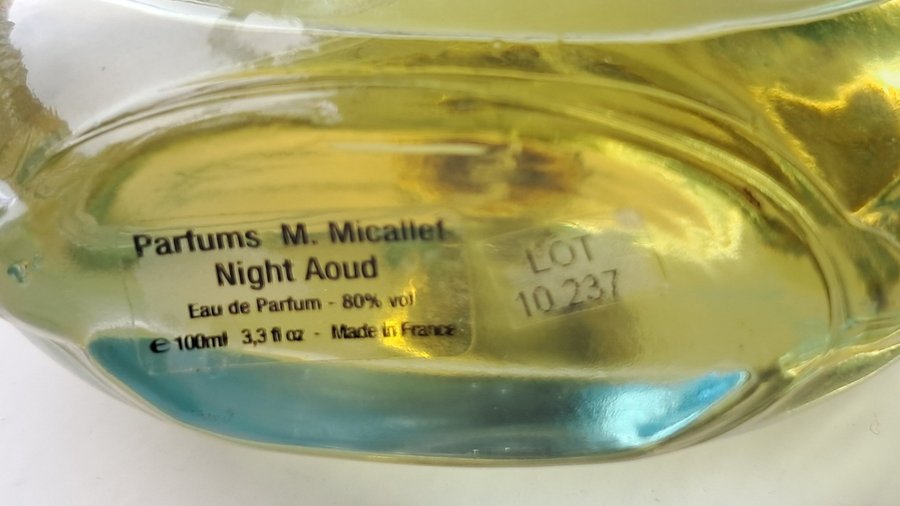 Parfums M. Micallef
Night Aoud
Eau de Parfum - 80% vol
℮ 100ml 3,3 fl oz - Made in France
LOT
10 237